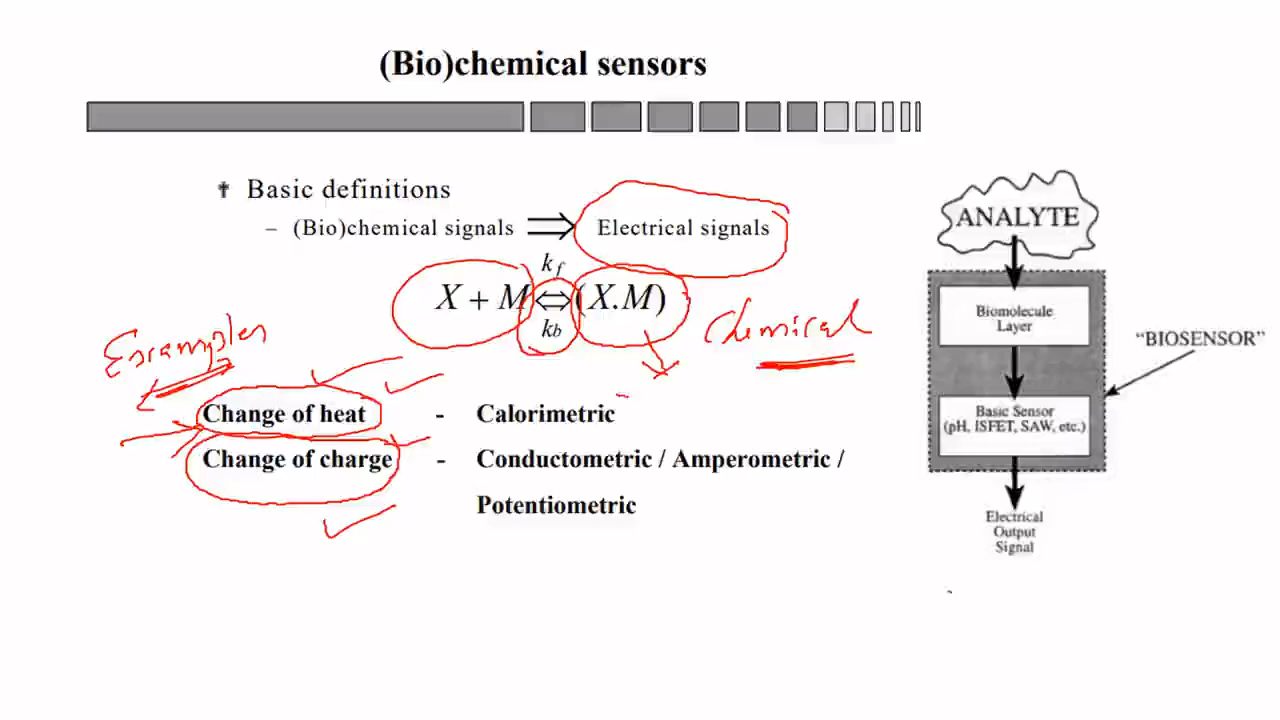 (Bio)chemical sensors
✝ Basic definitions
– (Bio)chemical signals ⇒ Electrical signals
k_f
X + M ⇔ (X.M)
k_b
Chemical
Examples
Change of heat - Calorimetric
Change of charge - Conductometric / Amperometric /
Potentiometric
ANALYTE
Biomolecule
Layer
"BIOSENSOR"
Basic Sensor
(pH, ISFET, SAW, etc.)
Electrical
Output
Signal